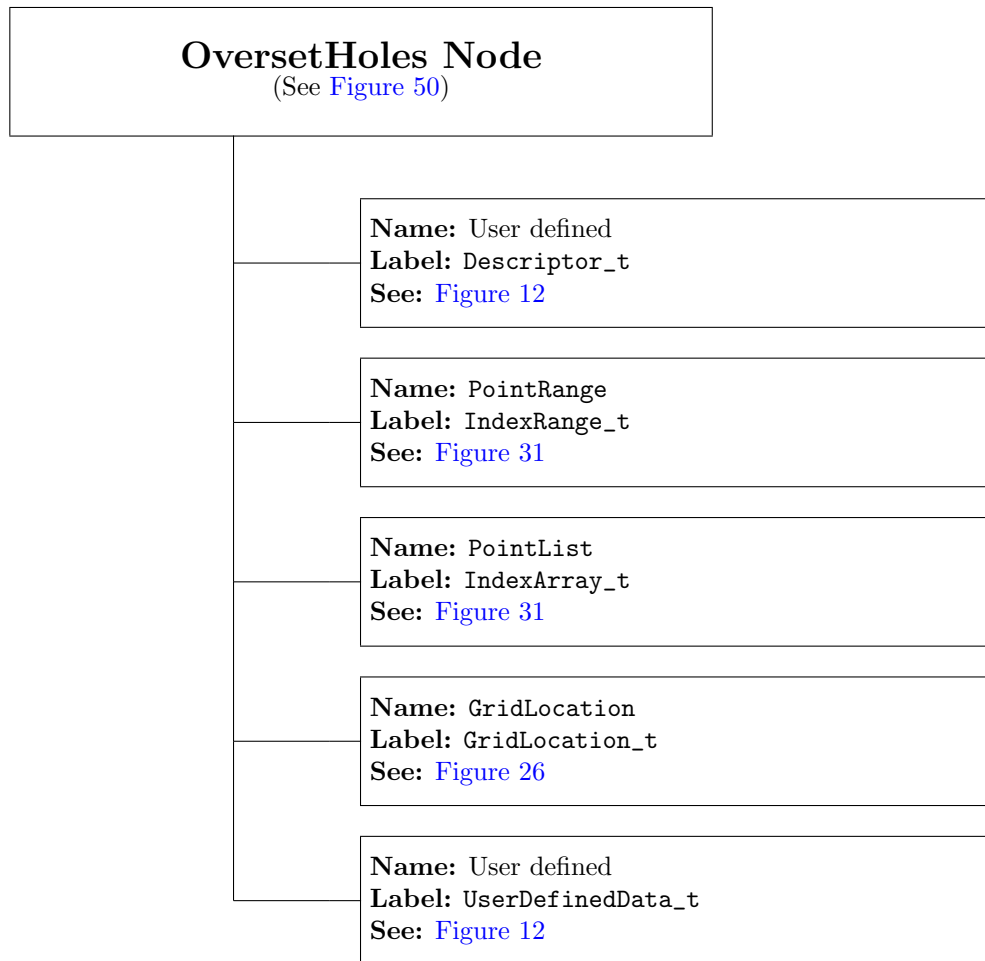 OversetHoles Node
(See Figure 50)
Name: User defined
Label: Descriptor_t
See: Figure 12
Name: PointRange
Label: IndexRange_t
See: Figure 31
Name: PointList
Label: IndexArray_t
See: Figure 31
Name: GridLocation
Label: GridLocation_t
See: Figure 26
Name: User defined
Label: UserDefinedData_t
See: Figure 12